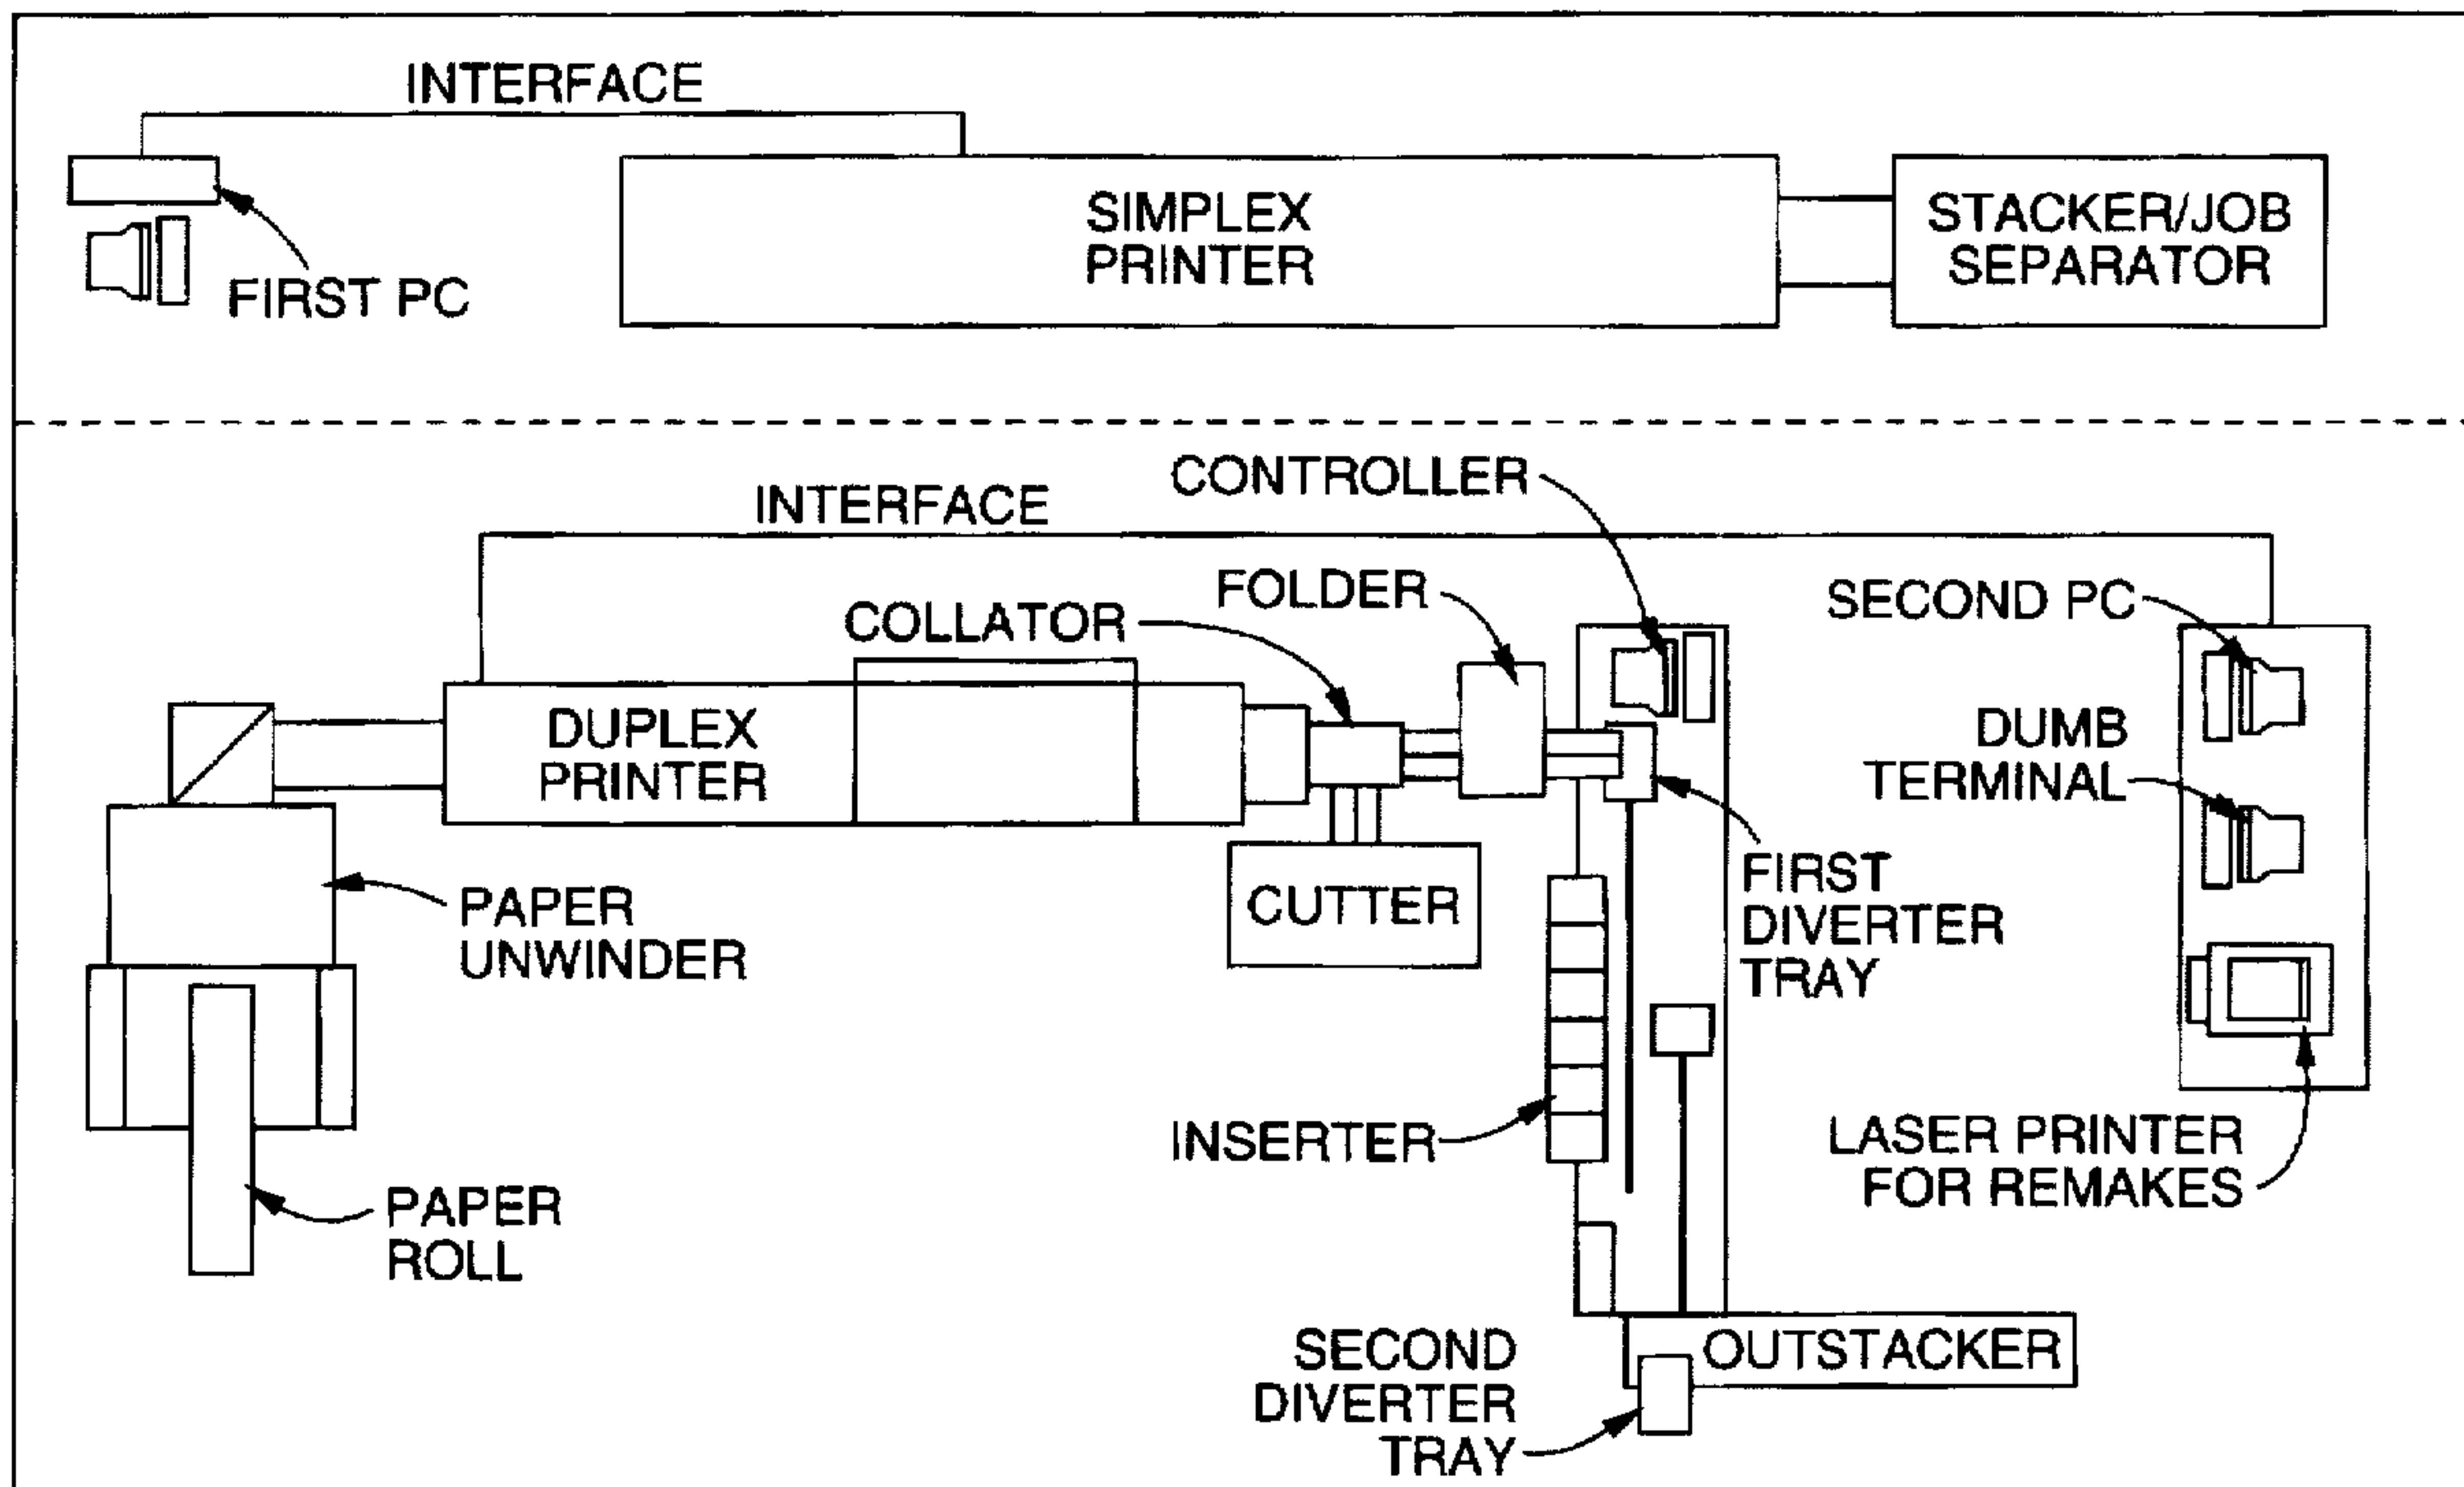 INTERFACE
FIRST PC
SIMPLEX
PRINTER
STACKER/JOB
SEPARATOR
CONTROLLER
INTERFACE
FOLDER
SECOND PC
COLLATOR
DUPLEX
PRINTER
DUMB
TERMINAL
PAPER
UNWINDER
CUTTER
FIRST
DIVERTER
TRAY
INSERTER
LASER PRINTER
FOR REMAKES
PAPER
ROLL
SECOND
DIVERTER
TRAY
OUTSTACKER